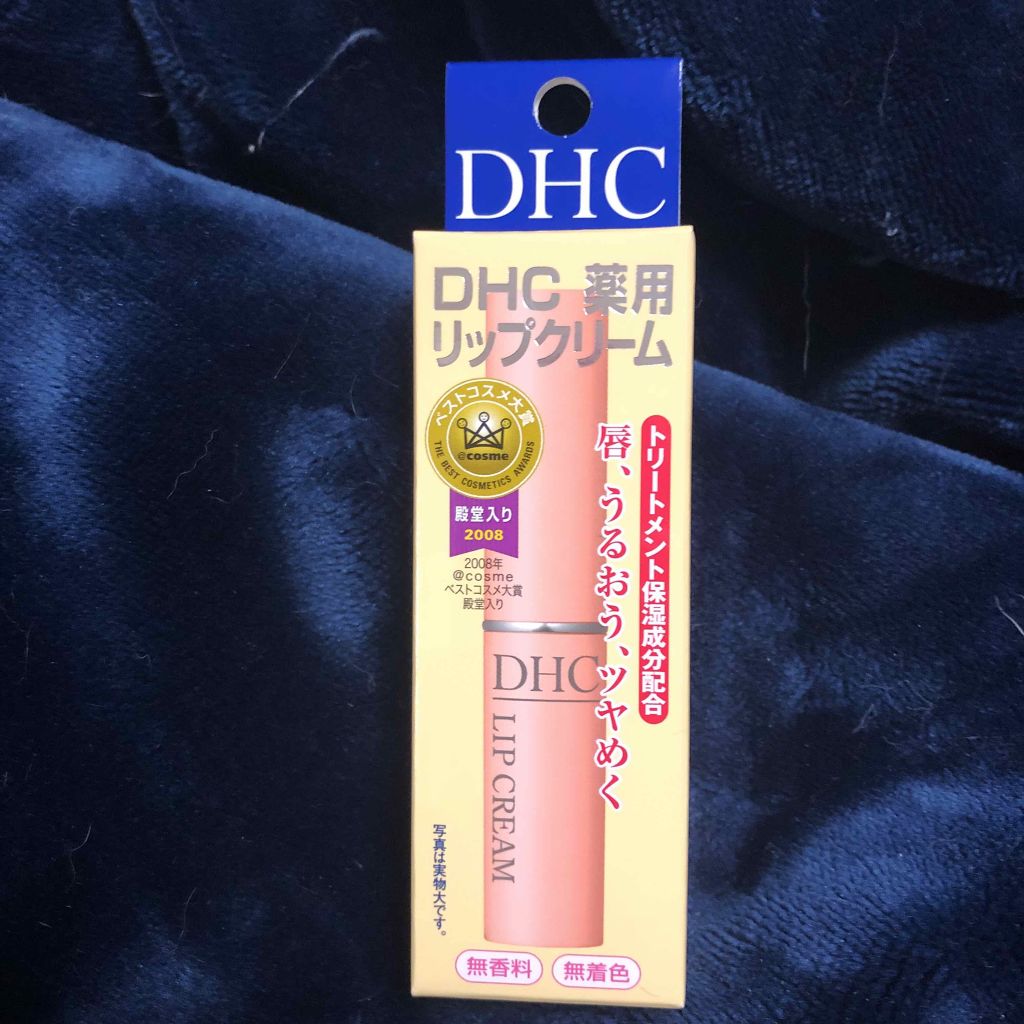 DHC
DHC 薬用
リップクリーム
ベストコスメ大賞
@cosme
THE BEST COSMETICS AWARDS
殿堂入り
2008
2008年
@cosme
ベストコスメ大賞
殿堂入り
トリートメント保湿成分配合
唇、うるおう、ツヤめく
DHC
LIP CREAM
写真は実物大です。
無香料
無着色